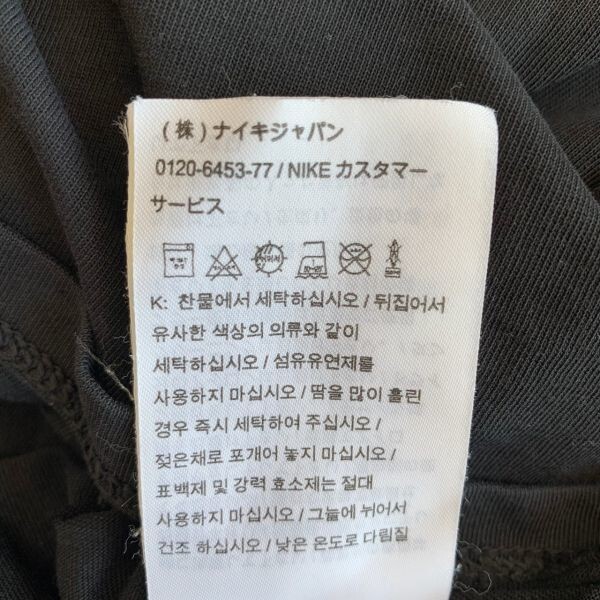 (株)ナイキジャパン
0120-6453-77 / NIKE カスタマー
サービス
K: 찬물에서 세탁하십시오 / 뒤집어서
유사한 색상의 의류와 같이
세탁하십시오 / 섬유유연제를
사용하지 마십시오 / 땀을 많이 흘린
경우 즉시 세탁하여 주십시오 /
젖은채로 포개어 놓지 마십시오 /
표백제 및 강력 효소제는 절대
사용하지 마십시오 / 그늘에 뉘어서
건조 하십시오 / 낮은 온도로 다림질